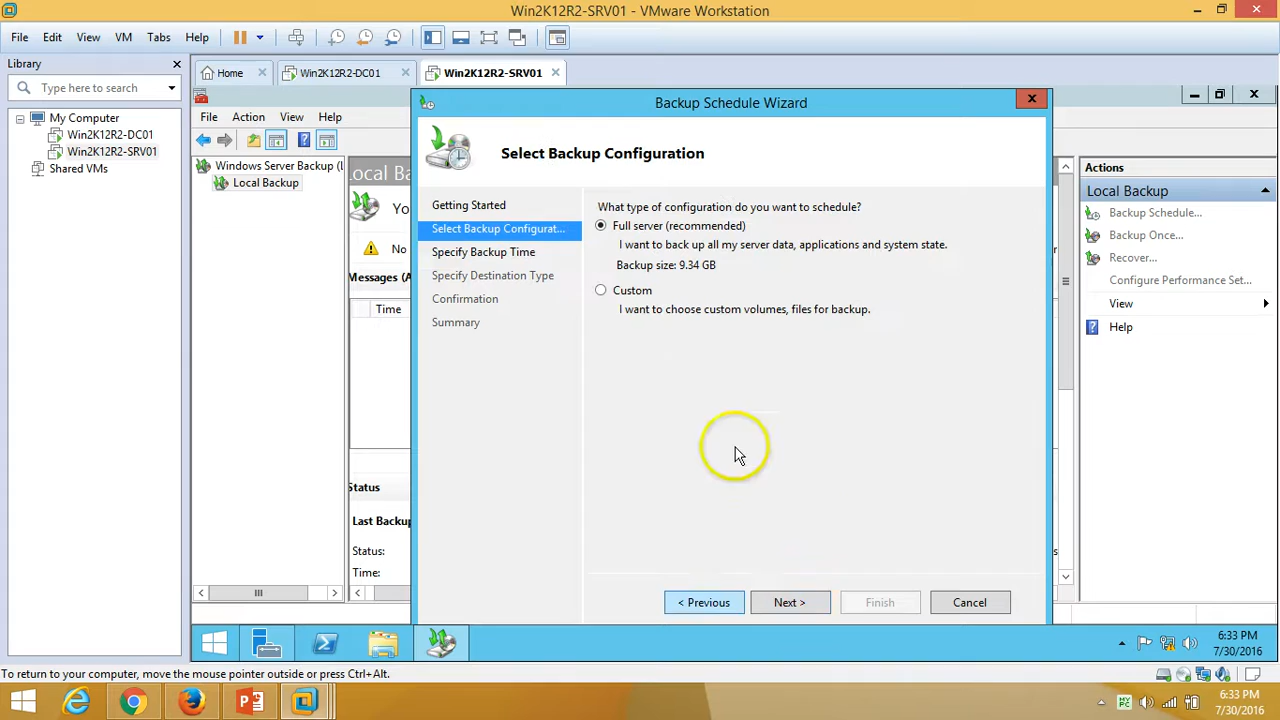 Win2K12R2-SRV01 - VMware Workstation
File Edit View VM Tabs Help
Library
Type here to search
My Computer
Win2K12R2-DC01
Win2K12R2-SRV01
Shared VMs
Home
Win2K12R2-DC01
Win2K12R2-SRV01
File Action View Help
Windows Server Backup (L
Local Backup
Local Ba
Yo
No
Messages (A
Time
Status
Last Backup
Status:
Time:
Backup Schedule Wizard
Select Backup Configuration
Getting Started
Select Backup Configurat...
Specify Backup Time
Specify Destination Type
Confirmation
Summary
What type of configuration do you want to schedule?
Full server (recommended)
I want to back up all my server data, applications and system state.
Backup size: 9.34 GB
Custom
I want to choose custom volumes, files for backup.
< Previous
Next >
Finish
Cancel
Actions
Local Backup
Backup Schedule...
Backup Once...
Recover...
Configure Performance Set...
View
Help
6:33 PM
7/30/2016
To return to your computer, move the mouse pointer outside or press Ctrl+Alt.
6:33 PM
7/30/2016